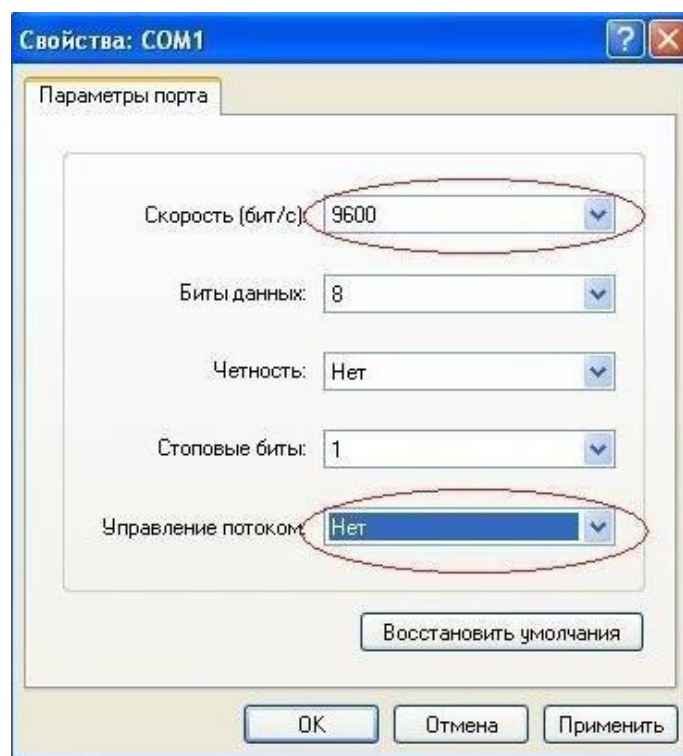 Свойства: COM1
Параметры порта
Скорость (бит/с): 9600
Биты данных: 8
Четность: Нет
Стоповые биты: 1
Управление потоком: Нет
Восстановить умолчания
OK Отмена Применить